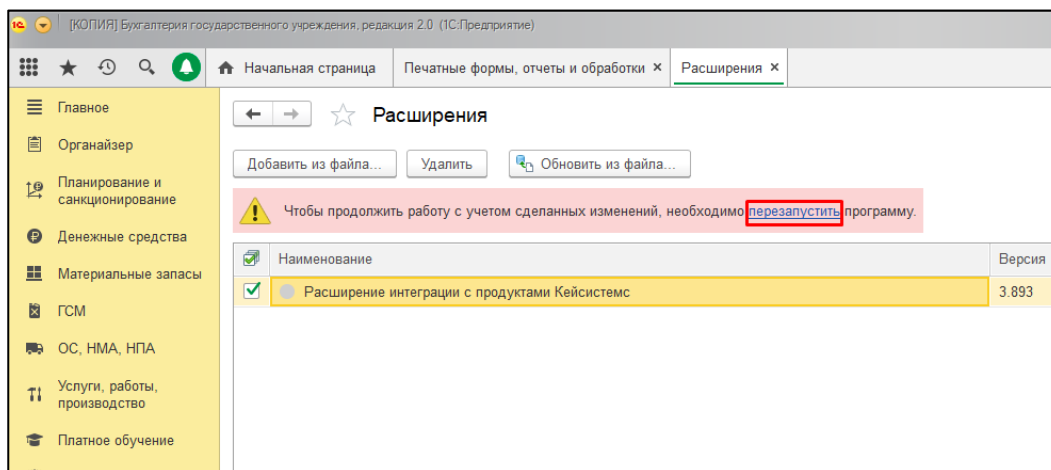 [КОПИЯ] Бухгалтерия государственного учреждения, редакция 2.0 (1С:Предприятие)
Начальная страница Печатные формы, отчеты и обработки × Расширения ×
Главное
Органайзер
Планирование и
санкционирование
Денежные средства
Материальные запасы
ГСМ
ОС, НМА, НПА
Услуги, работы,
производство
Платное обучение
Расширения
Добавить из файла... Удалить Обновить из файла...
Чтобы продолжить работу с учетом сделанных изменений, необходимо перезапустить программу.
Наименование Версия
Расширение интеграции с продуктами Кейсистемс 3.893